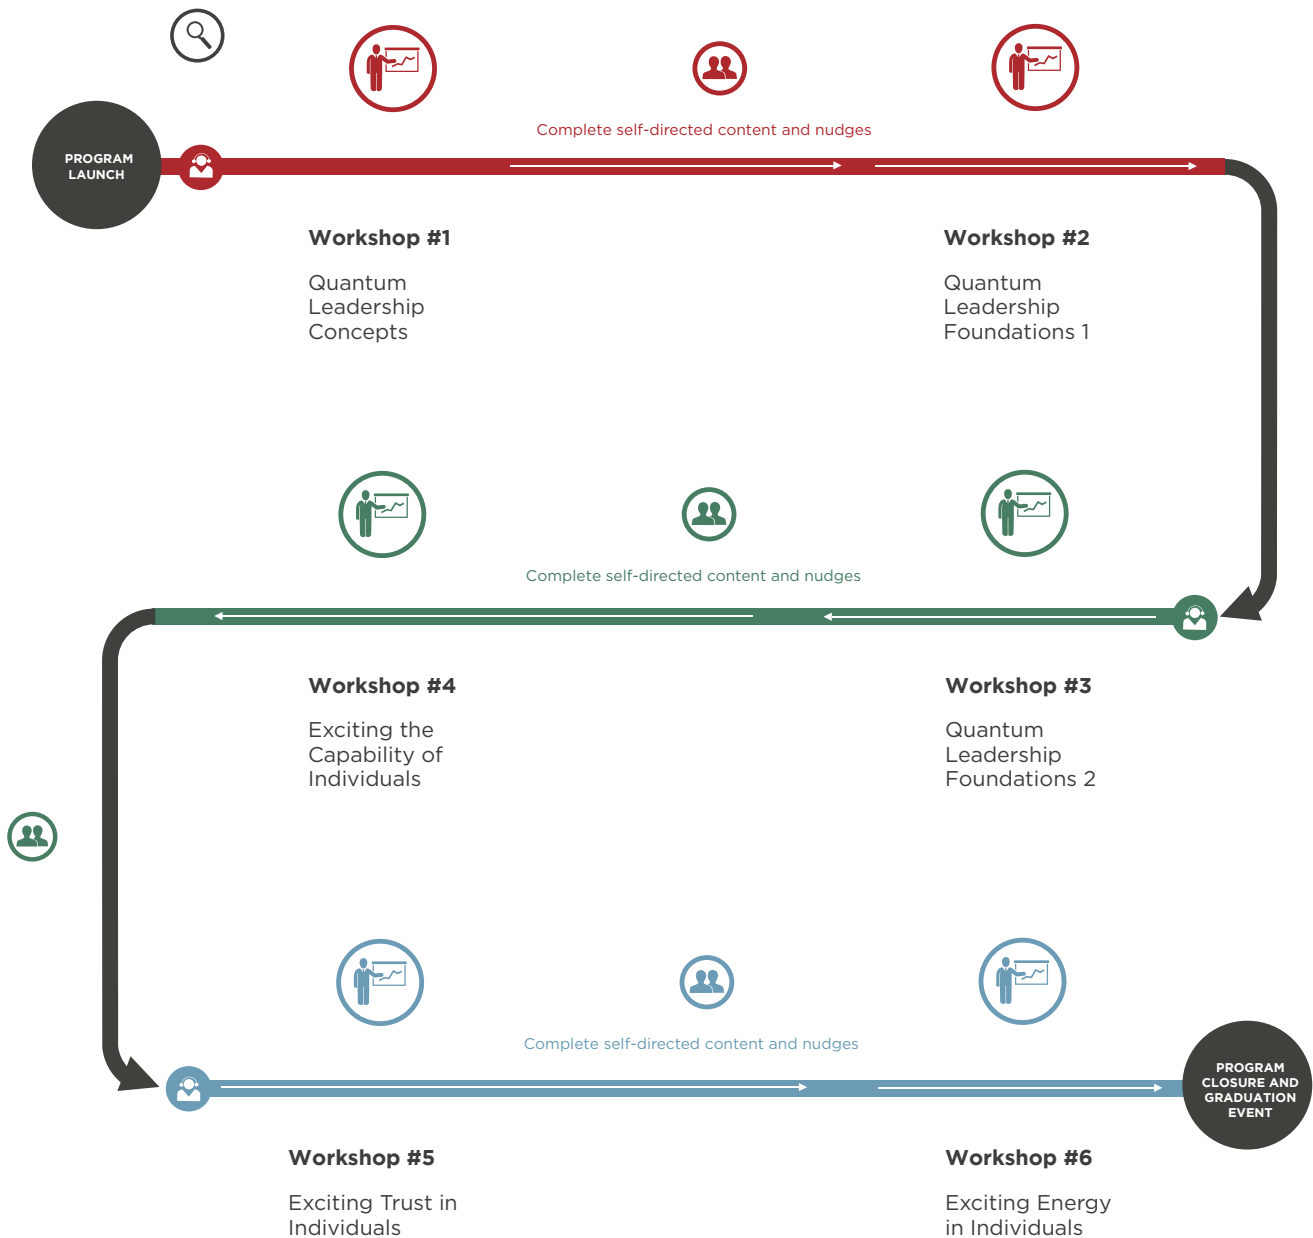 Complete self-directed content and nudges
PROGRAM
LAUNCH
Workshop #1
Quantum
Leadership
Concepts
Workshop #2
Quantum
Leadership
Foundations 1
Complete self-directed content and nudges
Workshop #4
Exciting the
Capability of
Individuals
Workshop #3
Quantum
Leadership
Foundations 2
Complete self-directed content and nudges
PROGRAM
CLOSURE AND
GRADUATION
EVENT
Workshop #5
Exciting Trust in
Individuals
Workshop #6
Exciting Energy
in Individuals